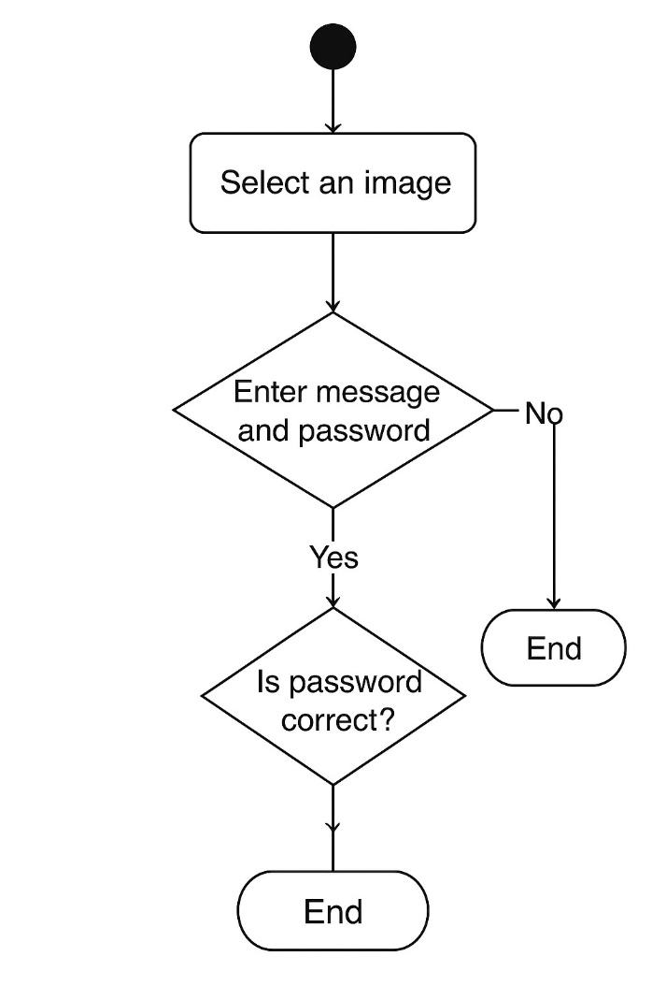 Select an image
Enter message
and password
No
Yes
End
Is password
correct?
End